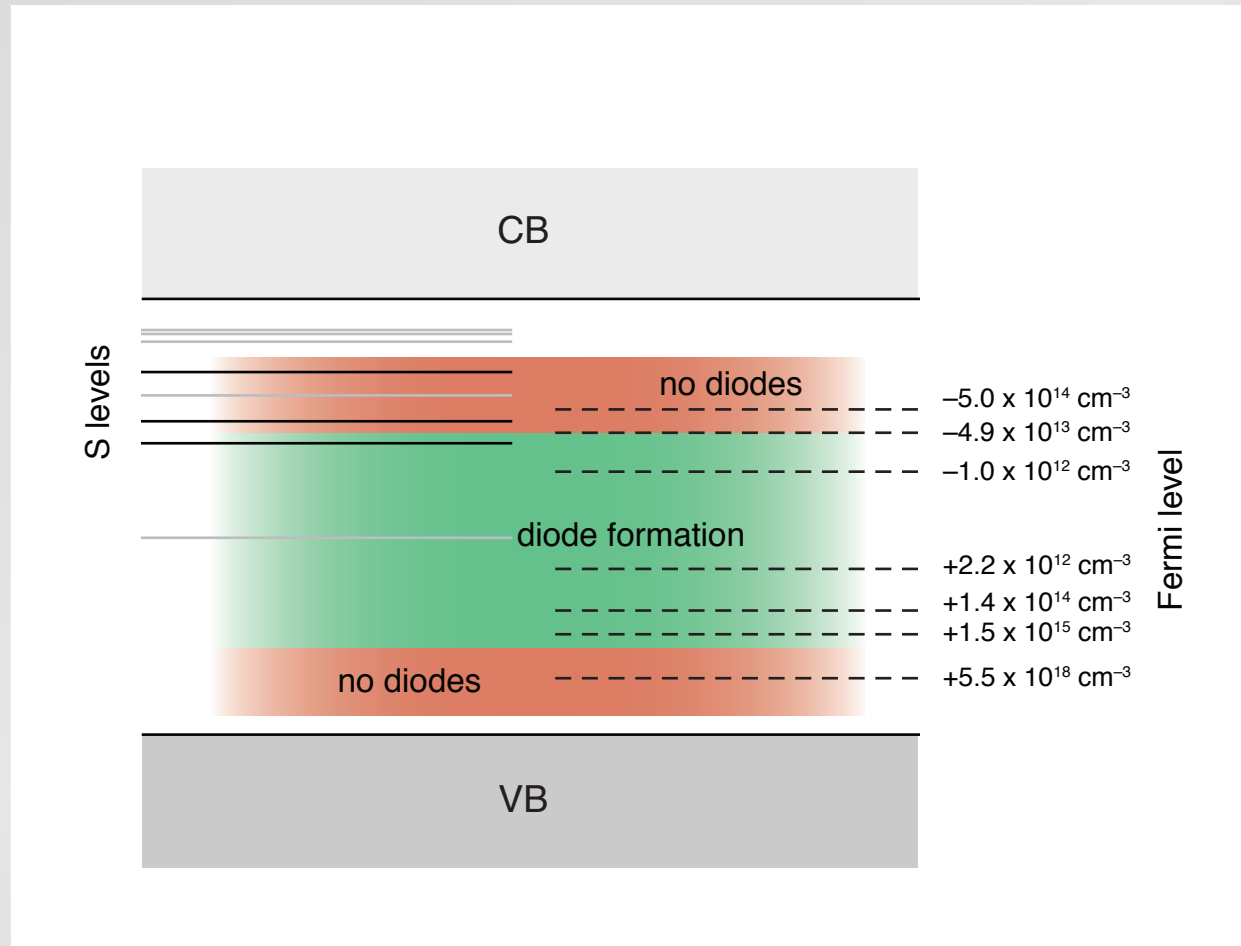 CB
S levels
no diodes
–5.0 x 10¹⁴ cm⁻³
–4.9 x 10¹³ cm⁻³
–1.0 x 10¹² cm⁻³
diode formation
+2.2 x 10¹² cm⁻³
+1.4 x 10¹⁴ cm⁻³
+1.5 x 10¹⁵ cm⁻³
Fermi level
no diodes
+5.5 x 10¹⁸ cm⁻³
VB